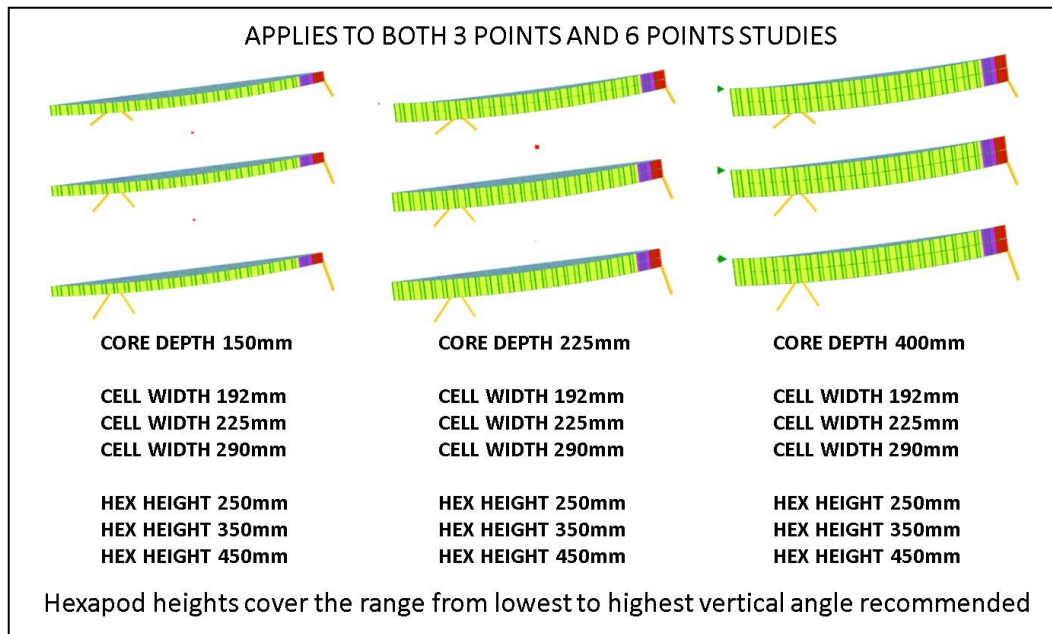 APPLIES TO BOTH 3 POINTS AND 6 POINTS STUDIES
CORE DEPTH 150mm
CELL WIDTH 192mm
CELL WIDTH 225mm
CELL WIDTH 290mm
HEX HEIGHT 250mm
HEX HEIGHT 350mm
HEX HEIGHT 450mm
CORE DEPTH 225mm
CELL WIDTH 192mm
CELL WIDTH 225mm
CELL WIDTH 290mm
HEX HEIGHT 250mm
HEX HEIGHT 350mm
HEX HEIGHT 450mm
CORE DEPTH 400mm
CELL WIDTH 192mm
CELL WIDTH 225mm
CELL WIDTH 290mm
HEX HEIGHT 250mm
HEX HEIGHT 350mm
HEX HEIGHT 450mm
Hexapod heights cover the range from lowest to highest vertical angle recommended